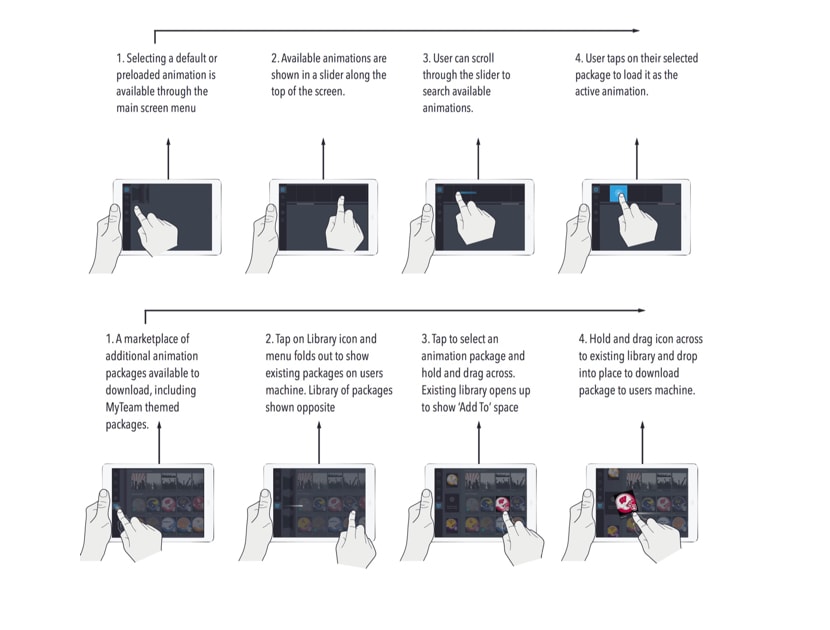 1. Selecting a default or
preloaded animation is
available through the
main screen menu
2. Available animations are
shown in a slider along the
top of the screen.
3. User can scroll
through the slider to
search available
animations.
4. User taps on their selected
package to load it as the
active animation.
1. A marketplace of
additional animation
packages available to
download, including
MyTeam themed
packages.
2. Tap on Library icon and
menu folds out to show
existing packages on users
machine. Library of packages
shown opposite
3. Tap to select an
animation package and
hold and drag across.
Existing library opens up
to show ‘Add To’ space
4. Hold and drag icon across
to existing library and drop
into place to download
package to users machine.